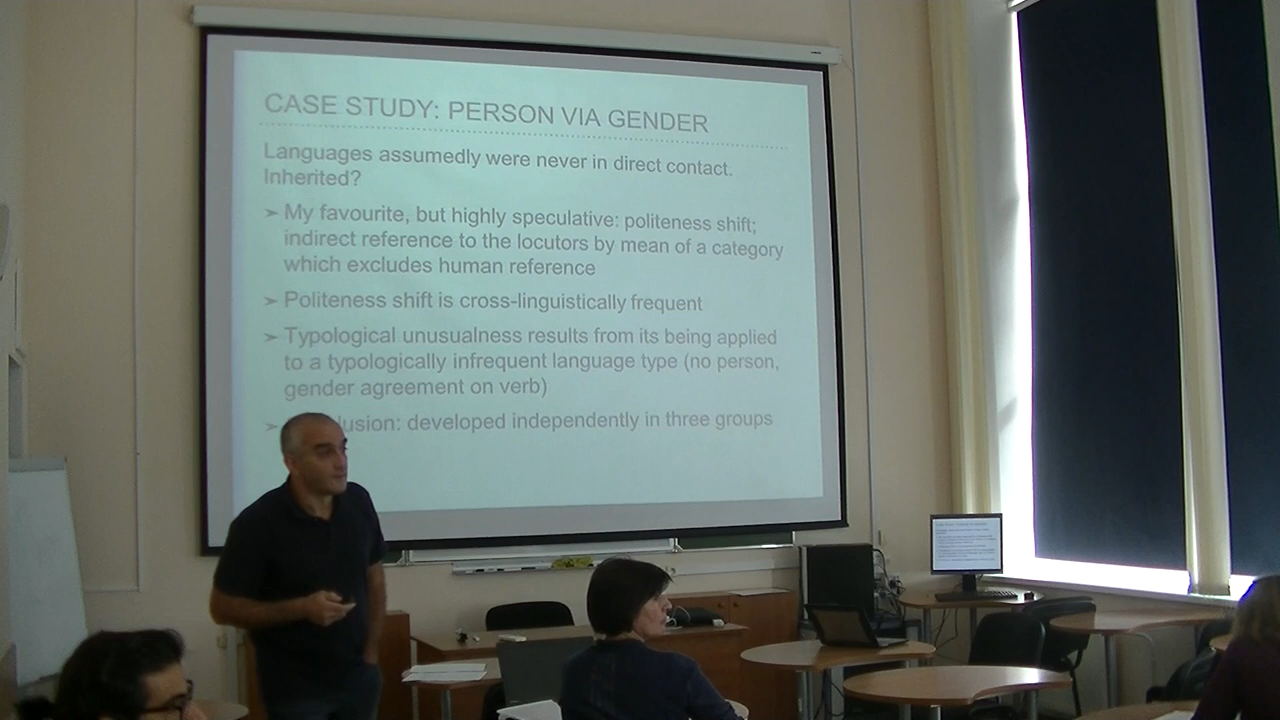 CASE STUDY: PERSON VIA GENDER
Languages assumedly were never in direct contact.
Inherited?
➢ My favourite, but highly speculative: politeness shift;
indirect reference to the locutors by mean of a category
which excludes human reference
➢ Politeness shift is cross-linguistically frequent
➢ Typological unusualness results from its being applied
to a typologically infrequent language type (no person,
gender agreement on verb)
➢ lusion: developed independently in three groups